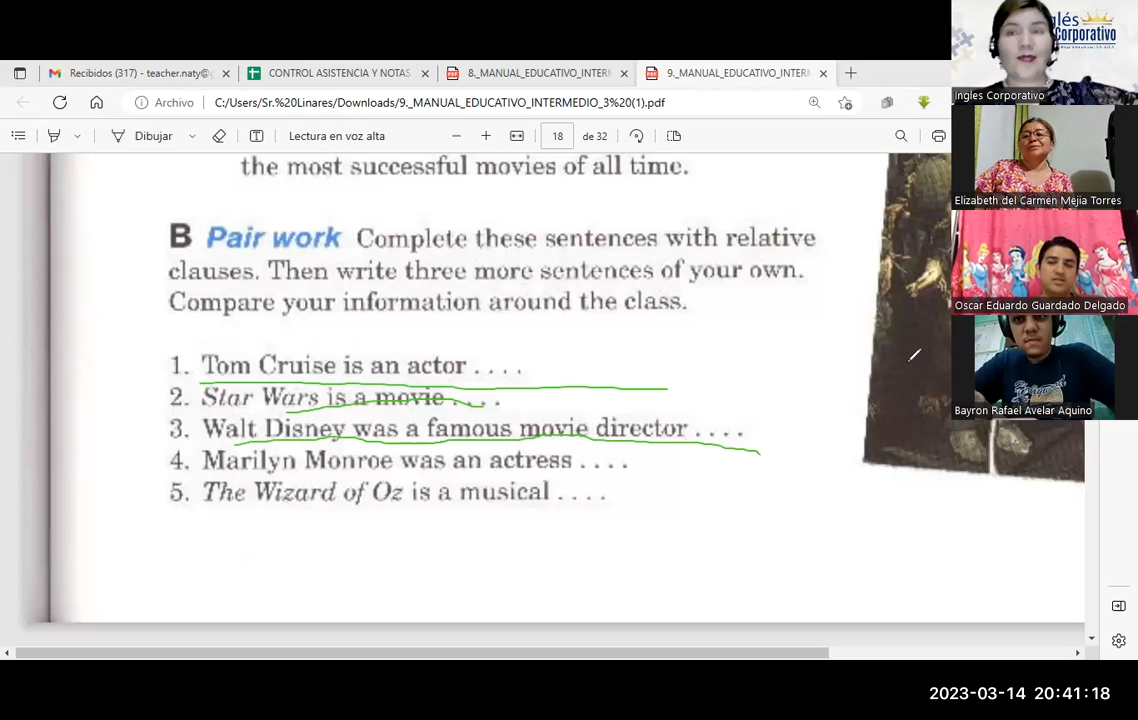 lés
Corporativo
Recibidos (317) - teacher.naty@
CONTROL ASISTENCIA Y NOTAS
8._MANUAL_EDUCATIVO_INTERM
9._MANUAL_EDUCATIVO_INTERM
Ingles Corporativo
Archivo
C:/Users/Sr.%20Linares/Downloads/9._MANUAL_EDUCATIVO_INTERMEDIO_3%20(1).pdf
Dibujar
Lectura en voz alta
18
de 32
the most successful movies of all time.
Elizabeth del Carmen Mejia Torres
B Pair work Complete these sentences with relative
clauses. Then write three more sentences of your own.
Compare your information around the class.
Oscar Eduardo Guardado Delgado
1. Tom Cruise is an actor . . . .
2. Star Wars is a movie . . . .
3. Walt Disney was a famous movie director . . . .
4. Marilyn Monroe was an actress . . . .
5. The Wizard of Oz is a musical . . . .
Bayron Rafael Avelar Aquino
2023-03-14 20:41:18